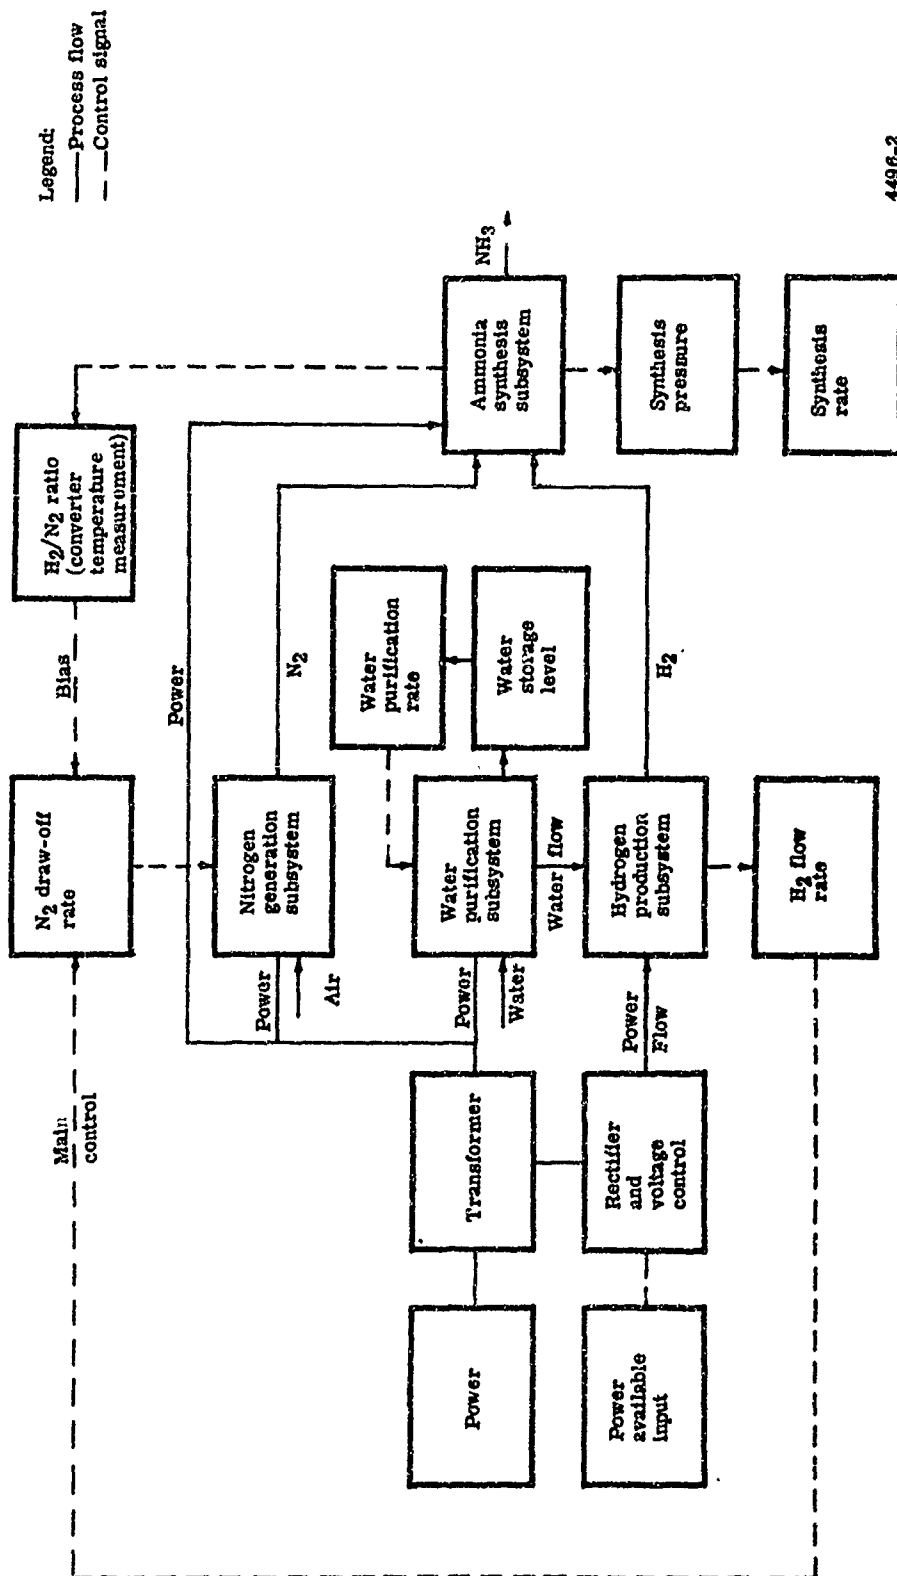 Legend:
Process flow
Control signal
N2 draw-off
rate
Bias
H2/N2 ratio
(converter
temperature
measurement)
Main
control
Power
Nitrogen
generation
subsystem
Power
Air
N2
Water
purification
rate
Power
Transformer
Power
Water
Water
purification
subsystem
Water
storage
level
Ammonia
synthesis
subsystem
NH3
Water flow
Power
available
input
Rectifier
and
voltage
control
Power
Flow
Hydrogen
production
subsystem
H2
Synthesis
pressure
H2 flow
rate
Synthesis
rate
4496-2